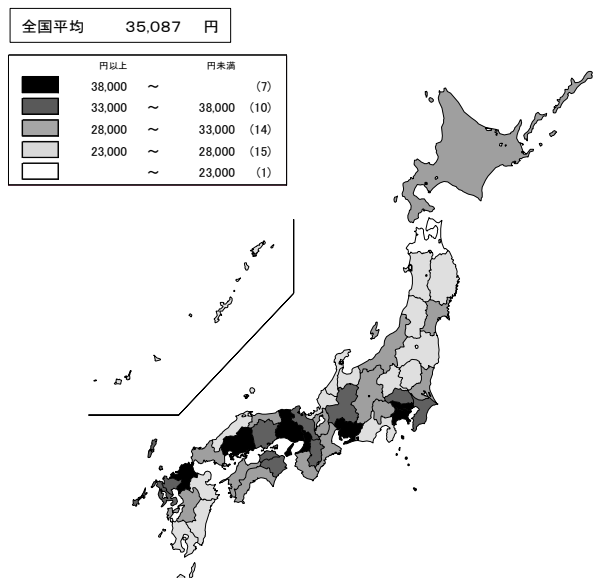 全国平均 35,087 円
円以上 円未満
38,000 ～ (7)
33,000 ～ 38,000 (10)
28,000 ～ 33,000 (14)
23,000 ～ 28,000 (15)
～ 23,000 (1)